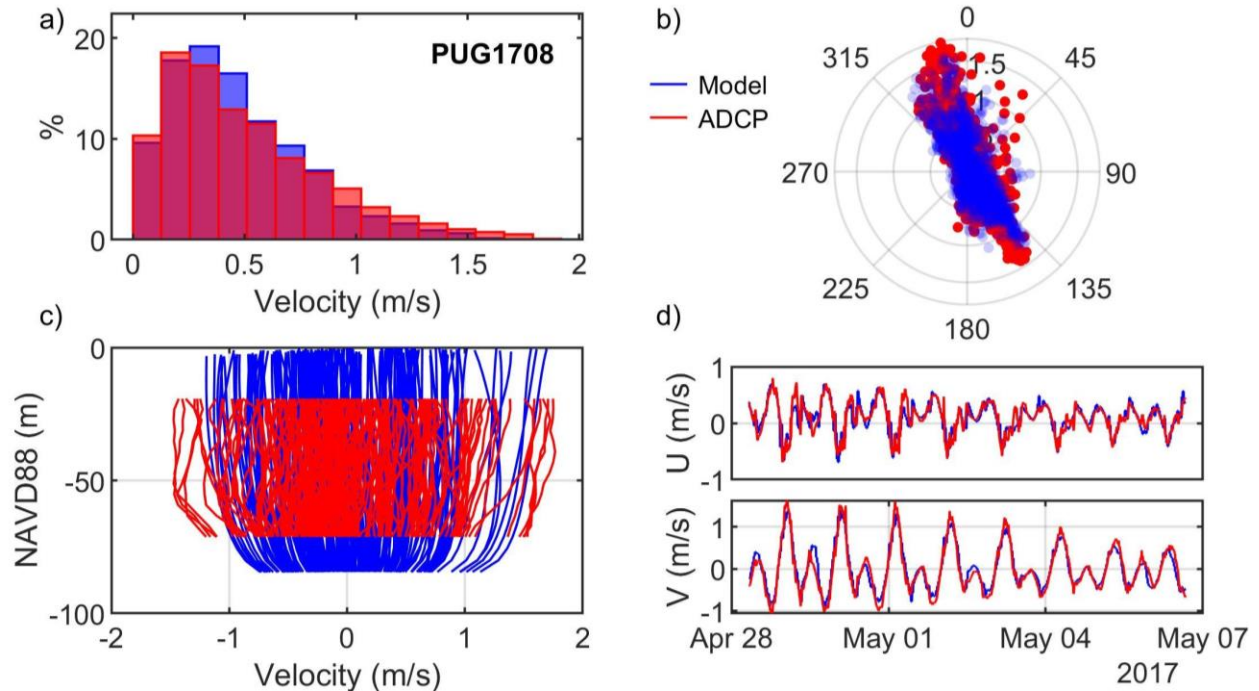 a)
20
10
0
%
PUG1708
0 0.5 1 1.5 2
Velocity (m/s)
b)
Model
ADCP
0
45
90
135
180
225
270
315
1.5
1
c)
0
-50
-100
NAVD88 (m)
-2 -1 0 1 2
Velocity (m/s)
d)
1
0
-1
U (m/s)
1
0
-1
V (m/s)
Apr 28 May 01 May 04 May 07
2017